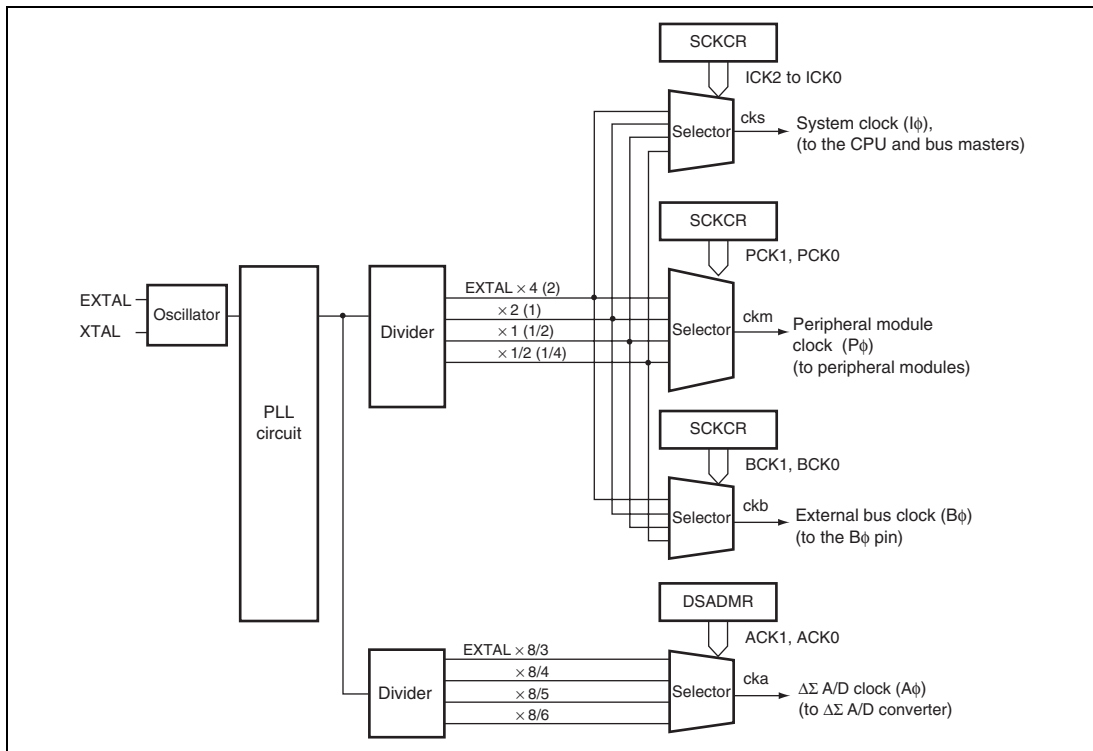 SCKCR
ICK2 to ICK0
Selector
cks
System clock (Iϕ),
(to the CPU and bus masters)
SCKCR
PCK1, PCK0
EXTAL
XTAL
Oscillator
PLL
circuit
Divider
EXTAL × 4 (2)
× 2 (1)
× 1 (1/2)
× 1/2 (1/4)
Selector
ckm
Peripheral module
clock (Pϕ)
(to peripheral modules)
SCKCR
BCK1, BCK0
Selector
ckb
External bus clock (Bϕ)
(to the Bϕ pin)
DSADMR
ACK1, ACK0
Divider
EXTAL × 8/3
× 8/4
× 8/5
× 8/6
Selector
cka
ΔΣ A/D clock (Aϕ)
(to ΔΣ A/D converter)